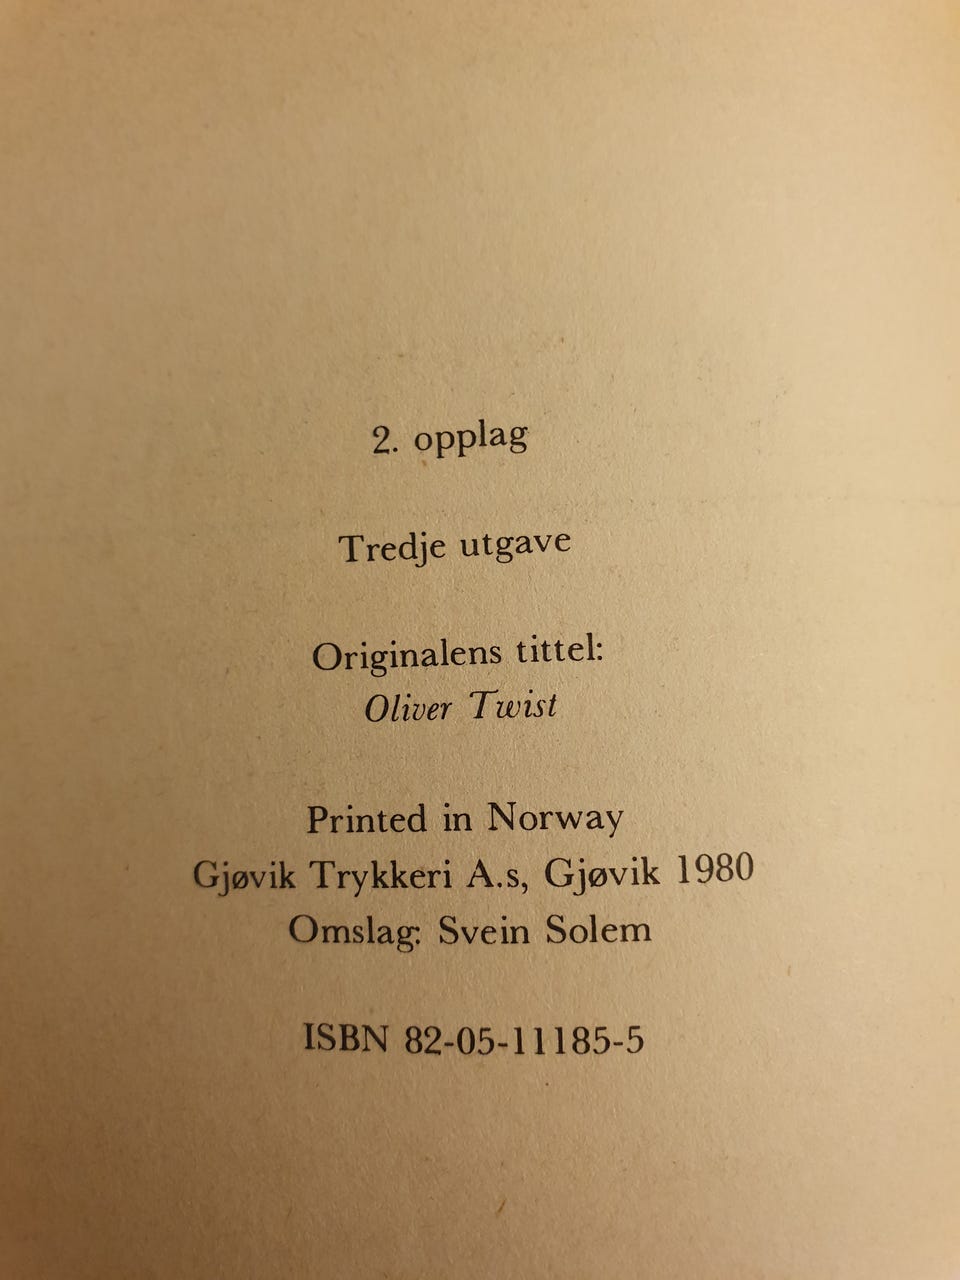 2. opplag
Tredje utgave
Originalens tittel:
Oliver Twist
Printed in Norway
Gjøvik Trykkeri A.s, Gjøvik 1980
Omslag: Svein Solem
ISBN 82-05-11185-5